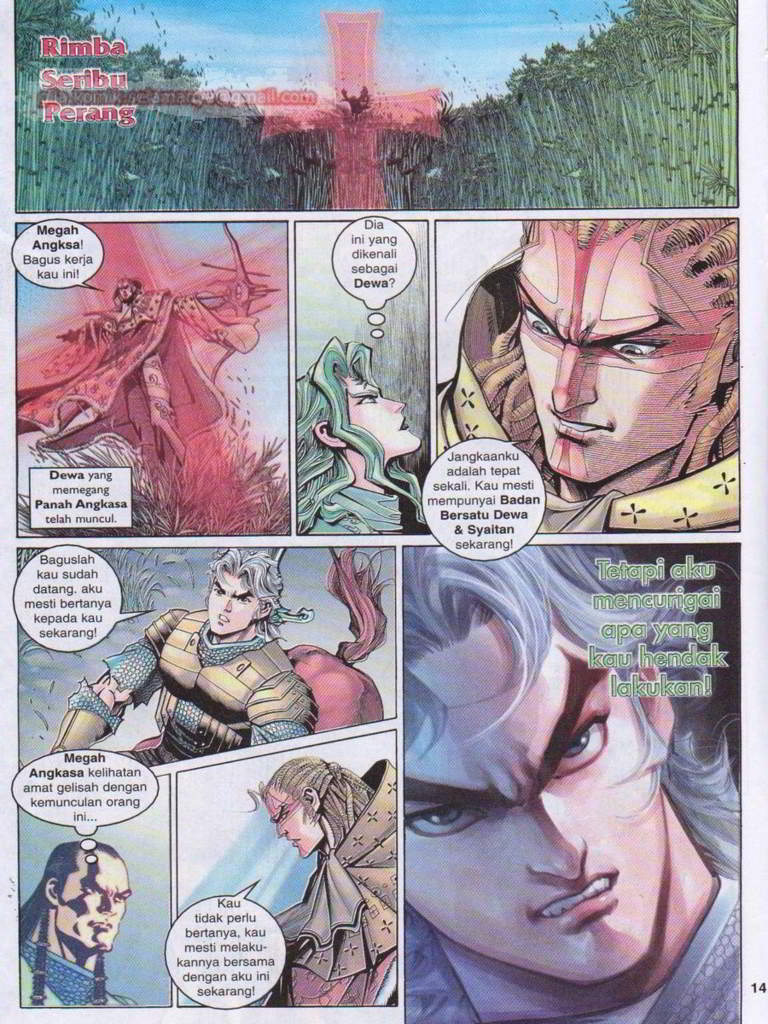 Rimba
Seribu
Perang
Megah
Angksa!
Bagus kerja
kau ini!
Dewa yang
memegang
Panah Angkasa
telah muncul.
Dia
ini yang
dikenali
sebagai
Dewa?
Jangkaanku
adalah tepat
sekali. Kau mesti
mempunyai Badan
Bersatu Dewa
& Syaitan
sekarang!
Baguslah
kau sudah
datang. aku
mesti bertanya
kepada kau
sekarang!
Tetapi aku
mencurigai
apa yang
kau hendak
lakukan!
Megah
Angkasa kelihatan
amat gelisah dengan
kemunculan orang
ini...
Kau
tidak perlu
bertanya, kau
mesti melaku-
kannya bersama
dengan aku ini
sekarang!
14